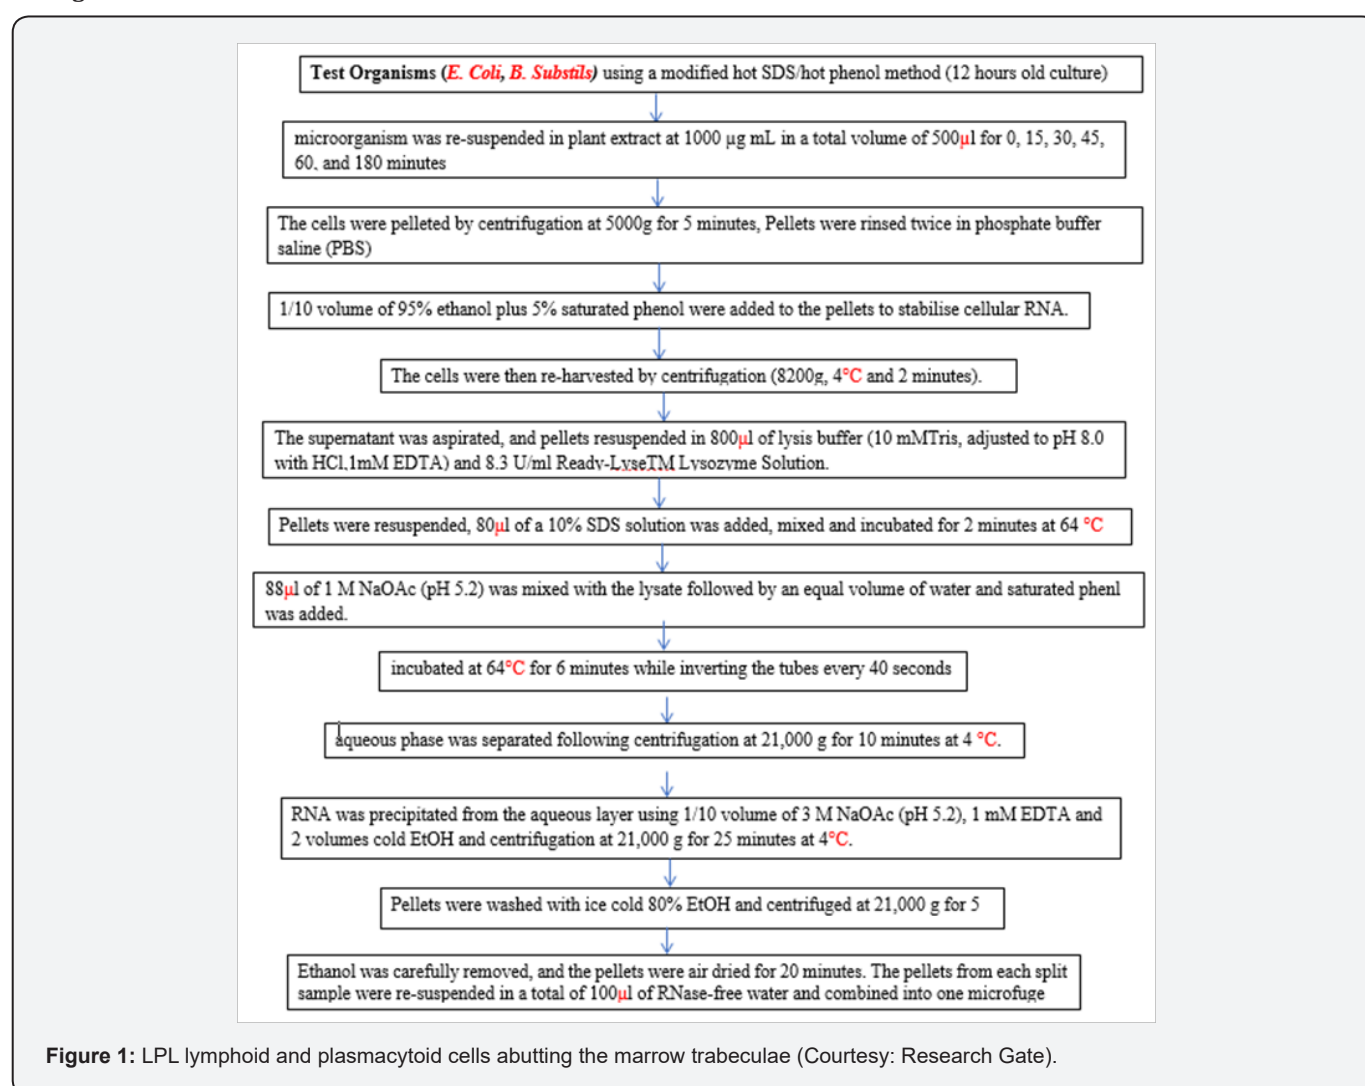 Test Organisms (E. Coli, B. Substils) using a modified hot SDS/hot phenol method (12 hours old culture)
microorganism was re-suspended in plant extract at 1000 µg mL in a total volume of 500µl for 0, 15, 30, 45,
60, and 180 minutes
The cells were pelleted by centrifugation at 5000g for 5 minutes, Pellets were rinsed twice in phosphate buffer
saline (PBS)
1/10 volume of 95% ethanol plus 5% saturated phenol were added to the pellets to stabilise cellular RNA.
The cells were then re-harvested by centrifugation (8200g, 4°C and 2 minutes).
The supernatant was aspirated, and pellets resuspended in 800µl of lysis buffer (10 mMTris, adjusted to pH 8.0
with HCl,1mM EDTA) and 8.3 U/ml Ready-LyseTM Lysozyme Solution.
Pellets were resuspended, 80µl of a 10% SDS solution was added, mixed and incubated for 2 minutes at 64 °C
88µl of 1 M NaOAc (pH 5.2) was mixed with the lysate followed by an equal volume of water and saturated phenl
was added.
incubated at 64°C for 6 minutes while inverting the tubes every 40 seconds
aqueous phase was separated following centrifugation at 21,000 g for 10 minutes at 4 °C.
RNA was precipitated from the aqueous layer using 1/10 volume of 3 M NaOAc (pH 5.2), 1 mM EDTA and
2 volumes cold EtOH and centrifugation at 21,000 g for 25 minutes at 4°C.
Pellets were washed with ice cold 80% EtOH and centrifuged at 21,000 g for 5
Ethanol was carefully removed, and the pellets were air dried for 20 minutes. The pellets from each split
sample were re-suspended in a total of 100µl of RNase-free water and combined into one microfuge
Figure 1: LPL lymphoid and plasmacytoid cells abutting the marrow trabeculae (Courtesy: Research Gate).